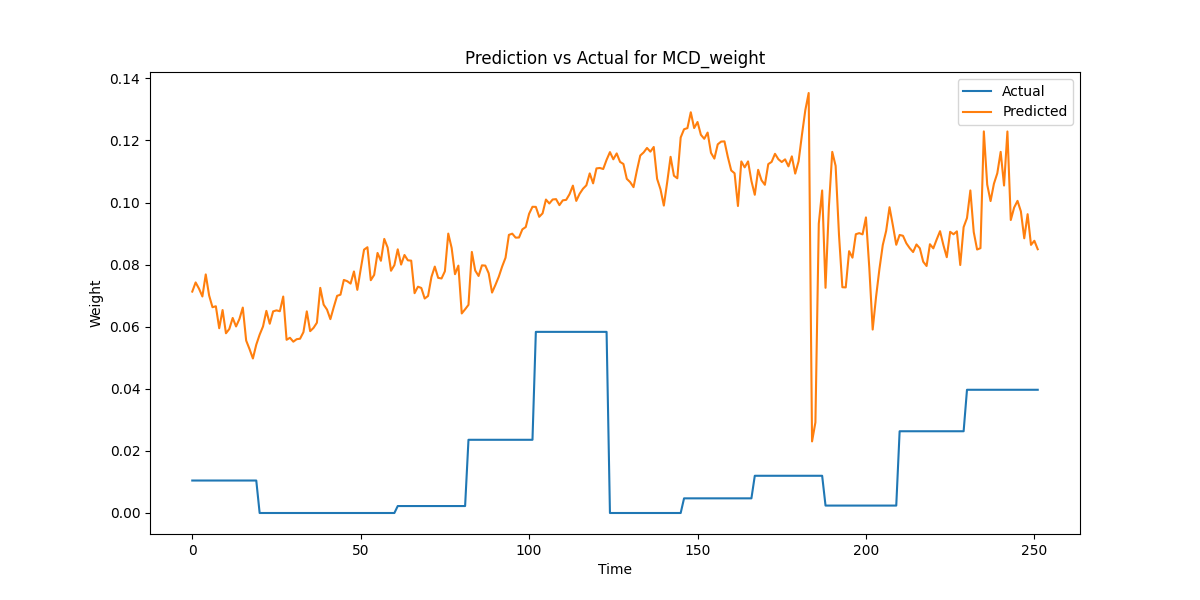 Prediction vs Actual for MCD_weight
Actual
Predicted
Weight
0.14
0.12
0.10
0.08
0.06
0.04
0.02
0.00
0 50 100 150 200 250
Time